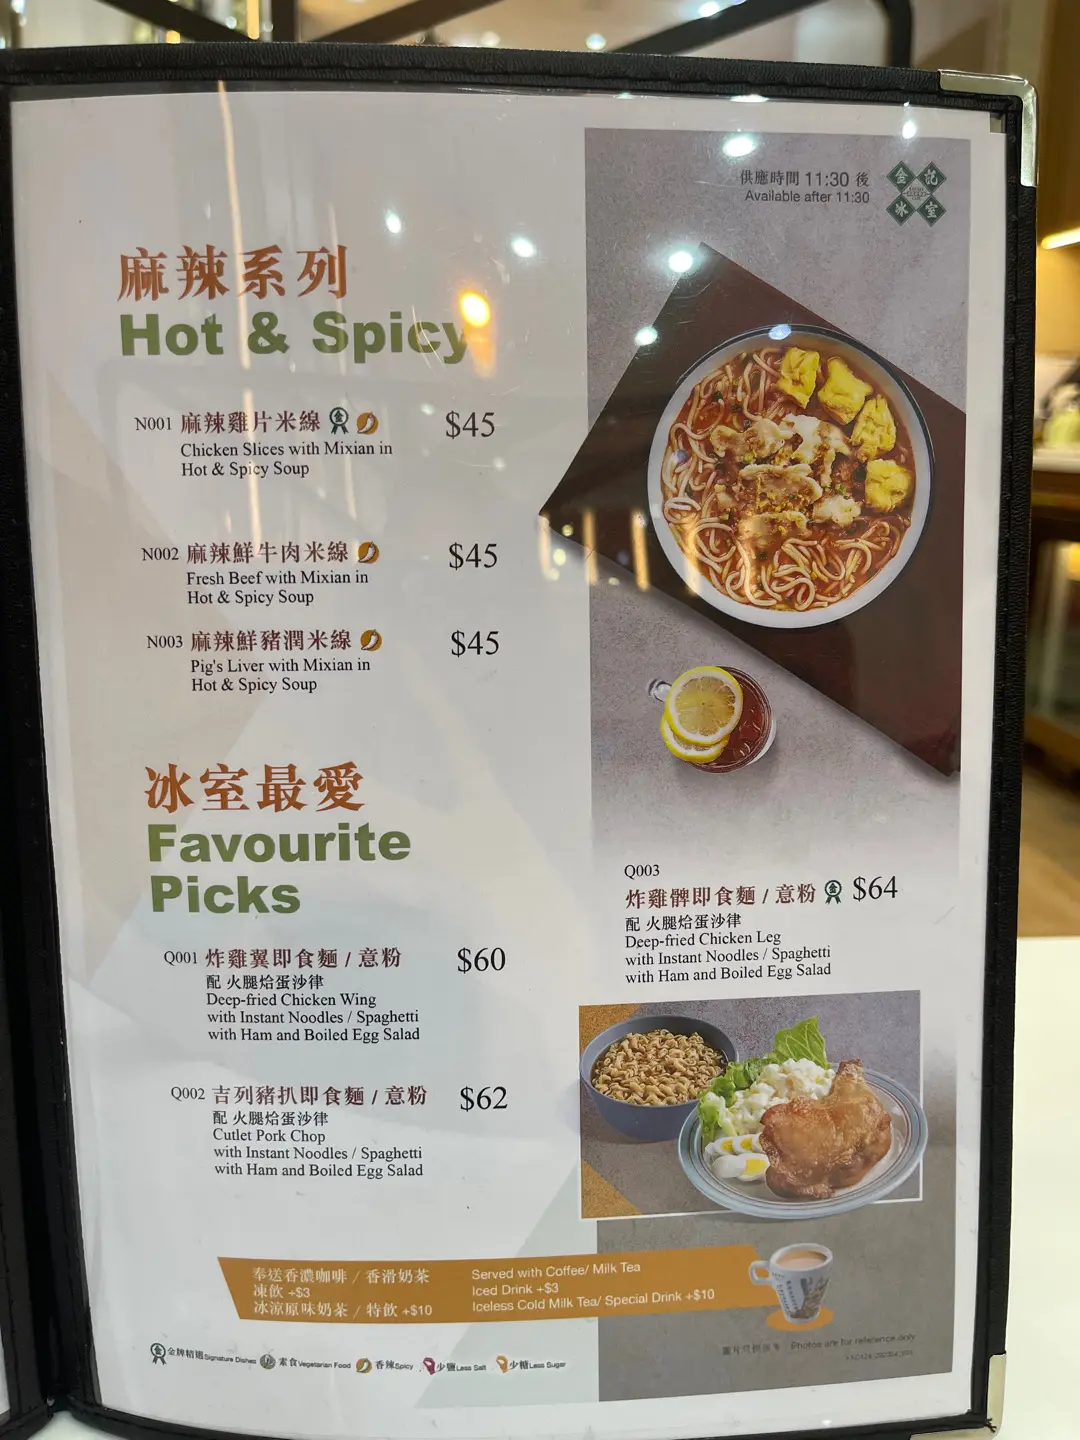 供應時間 11:30 後
Available after 11:30
金記
冰室
麻辣系列
Hot & Spicy
N001 麻辣雞片米線 $45
Chicken Slices with Mixian in
Hot & Spicy Soup
N002 麻辣鮮牛肉米線 $45
Fresh Beef with Mixian in
Hot & Spicy Soup
N003 麻辣鮮豬潤米線 $45
Pig's Liver with Mixian in
Hot & Spicy Soup
冰室最愛
Favourite
Picks
Q001 炸雞翼即食麵 / 意粉 $60
配 火腿烚蛋沙律
Deep-fried Chicken Wing
with Instant Noodles / Spaghetti
with Ham and Boiled Egg Salad
Q002 吉列豬扒即食麵 / 意粉 $62
配 火腿烚蛋沙律
Cutlet Pork Chop
with Instant Noodles / Spaghetti
with Ham and Boiled Egg Salad
Q003
炸雞髀即食麵 / 意粉 $64
配 火腿烚蛋沙律
Deep-fried Chicken Leg
with Instant Noodles / Spaghetti
with Ham and Boiled Egg Salad
奉送香濃咖啡 / 香滑奶茶 Served with Coffee/ Milk Tea
凍飲 +$3 Iced Drink +$3
冰涼原味奶茶 / 特飲 +$10 Iceless Cold Milk Tea/ Special Drink +$10
圖片只供參考 Photos are for reference only
金牌精選 Signature Dishes 素食 Vegetarian Food 香辣 Spicy 少鹽 Less Salt 少糖 Less Sugar